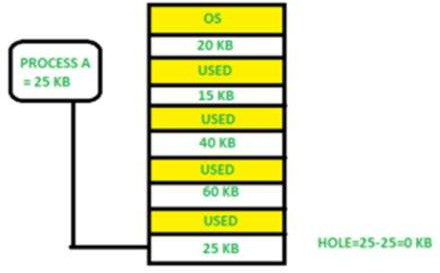 PROCESS A
= 25 KB
OS
20 KB
USED
15 KB
USED
40 KB
USED
60 KB
USED
25 KB
HOLE=25-25=0 KB